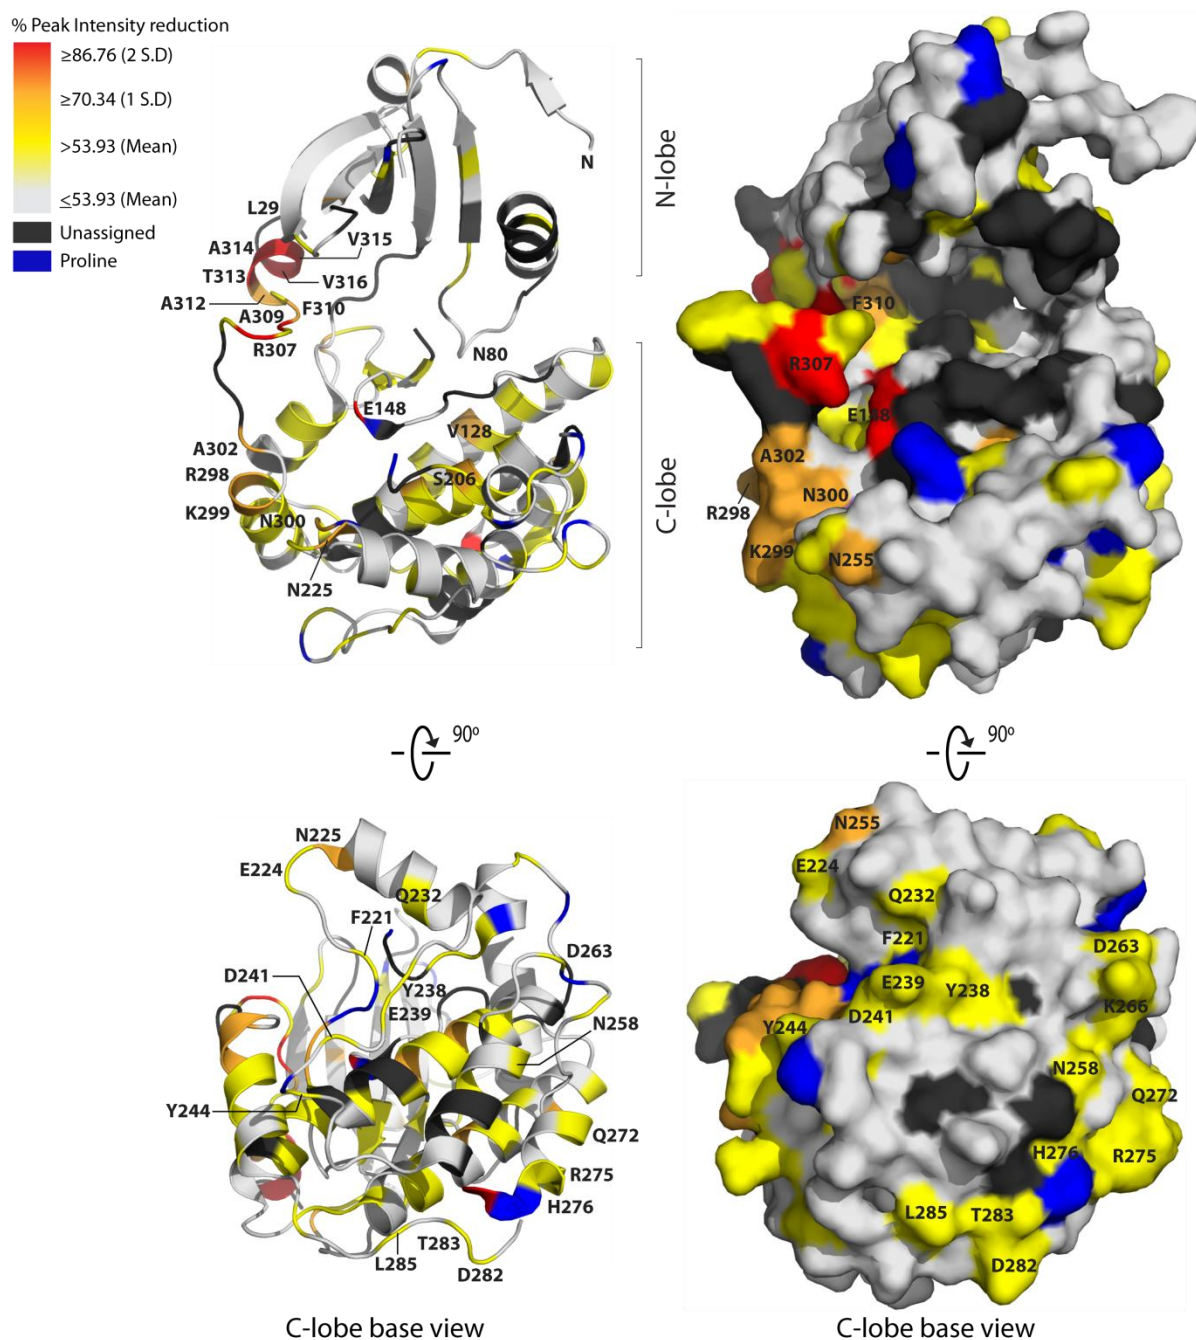 % Peak Intensity reduction
≥86.76 (2 S.D)
≥70.34 (1 S.D)
>53.93 (Mean)
≤53.93 (Mean)
Unassigned
Proline
N
L29
A314
V315
T313
V316
A312
A309
F310
R307
N80
E148
V128
A302
R298
S206
K299
N300
N225
N-lobe
C-lobe
F310
R307
E148
A302
R298
N300
K299
N255
90º
90º
N225
E224
Q232
F221
D263
D241
Y238
E239
N258
Y244
Q272
R275
H276
T283
L285
D282
C-lobe base view
N255
E224
Q232
F221
D263
E239
Y238
K266
D241
Y244
N258
Q272
H276
R275
L285
T283
D282
C-lobe base view